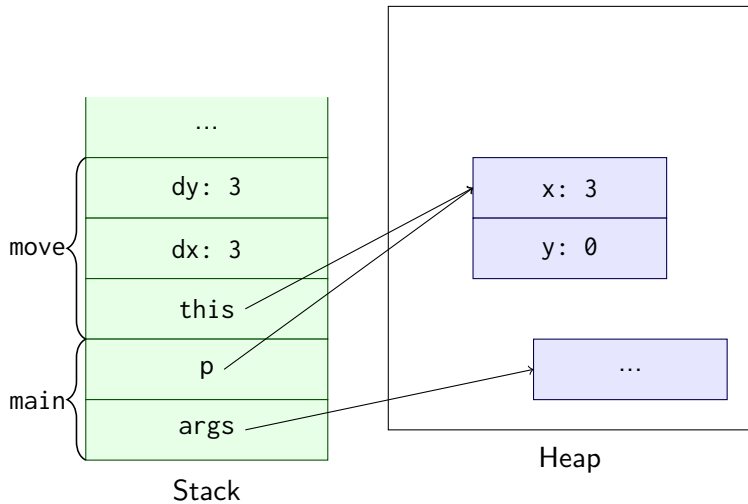 ...
dy: 3
dx: 3
this
p
args
move
main
Stack
x: 3
y: 0
...
Heap